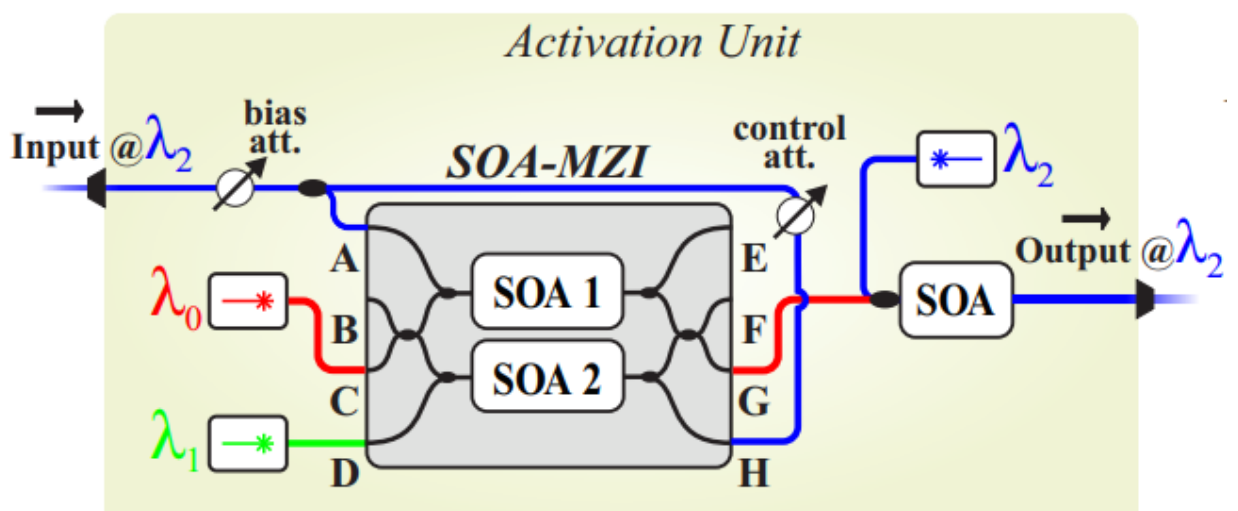 Activation Unit
Input @λ2
bias
att.
SOA-MZI
control
att.
λ2
Output @λ2
A
B
C
D
SOA 1
SOA 2
E
F
G
H
SOA
λ0
λ1